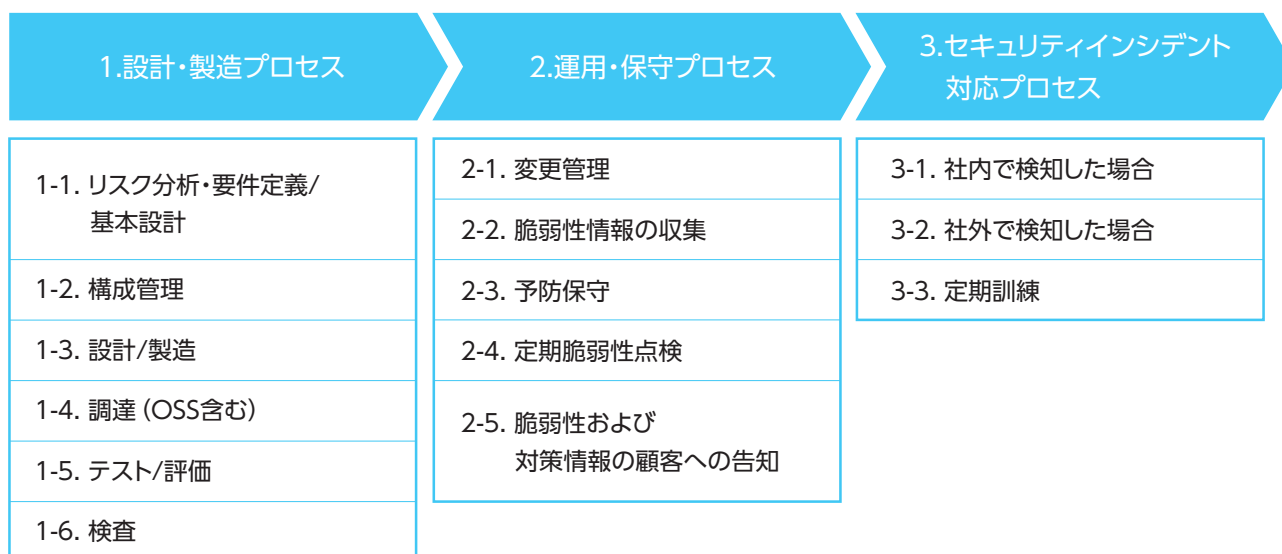 1.設計・製造プロセス
2.運用・保守プロセス
3.セキュリティインシデント
対応プロセス
1-1. リスク分析・要件定義/
基本設計
1-2. 構成管理
1-3. 設計/製造
1-4. 調達（OSS含む）
1-5. テスト/評価
1-6. 検査
2-1. 変更管理
2-2. 脆弱性情報の収集
2-3. 予防保守
2-4. 定期脆弱性点検
2-5. 脆弱性および
対策情報の顧客への告知
3-1. 社内で検知した場合
3-2. 社外で検知した場合
3-3. 定期訓練